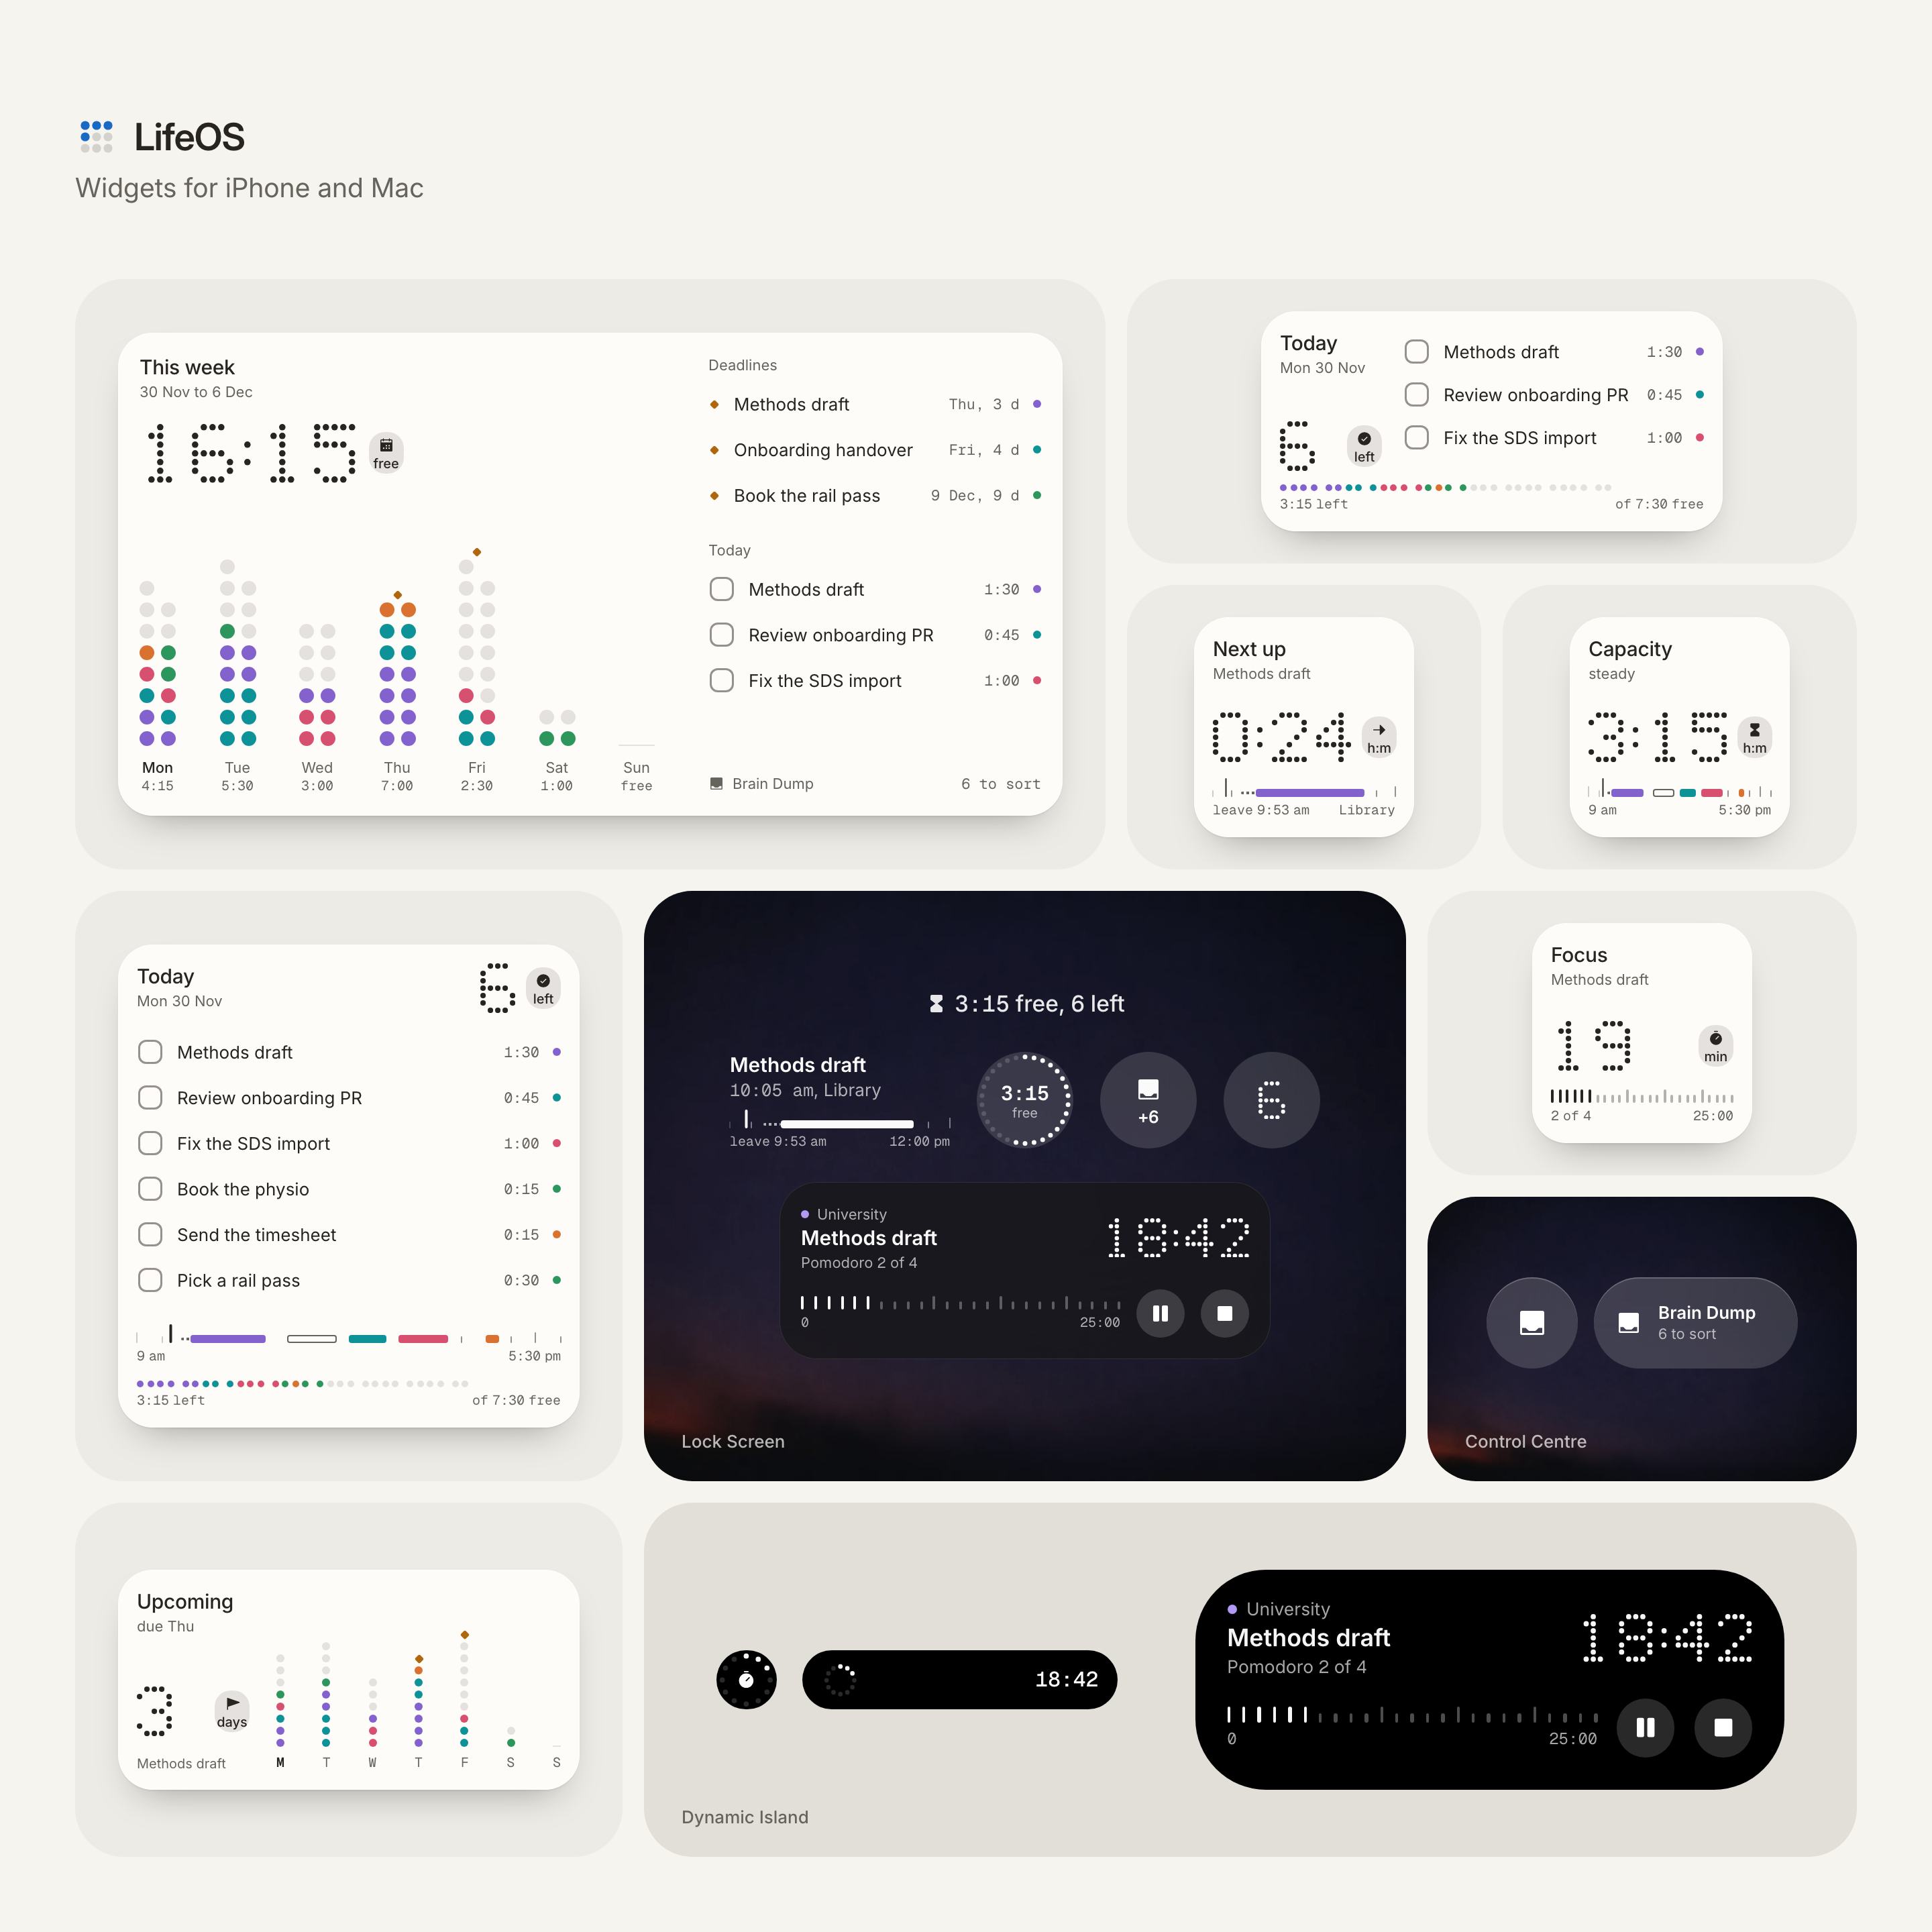 LifeOS
Widgets for iPhone and Mac
This week
30 Nov to 6 Dec
16:15
free
Mon
4:15
Tue
5:30
Wed
3:00
Thu
7:00
Fri
2:30
Sat
1:00
Sun
free
Deadlines
Methods draft Thu, 3 d
Onboarding handover Fri, 4 d
Book the rail pass 9 Dec, 9 d
Today
Methods draft 1:30
Review onboarding PR 0:45
Fix the SDS import 1:00
Brain Dump 6 to sort
Today
Mon 30 Nov
6
left
Methods draft 1:30
Review onboarding PR 0:45
Fix the SDS import 1:00
3:15 left of 7:30 free
Next up
Methods draft
0:24
h:m
leave 9:53 am Library
Capacity
steady
3:15
h:m
9 am 5:30 pm
Today
Mon 30 Nov
6
left
Methods draft 1:30
Review onboarding PR 0:45
Fix the SDS import 1:00
Book the physio 0:15
Send the timesheet 0:15
Pick a rail pass 0:30
9 am 5:30 pm
3:15 left of 7:30 free
3:15 free, 6 left
Methods draft
10:05 am, Library
leave 9:53 am 12:00 pm
3:15
free
+6
6
University
Methods draft
Pomodoro 2 of 4
18:42
0 25:00
Lock Screen
Focus
Methods draft
19
min
2 of 4 25:00
Brain Dump
6 to sort
Control Centre
Upcoming
due Thu
3
days
Methods draft
M T W T F S S
18:42
University
Methods draft
Pomodoro 2 of 4
18:42
0 25:00
Dynamic Island